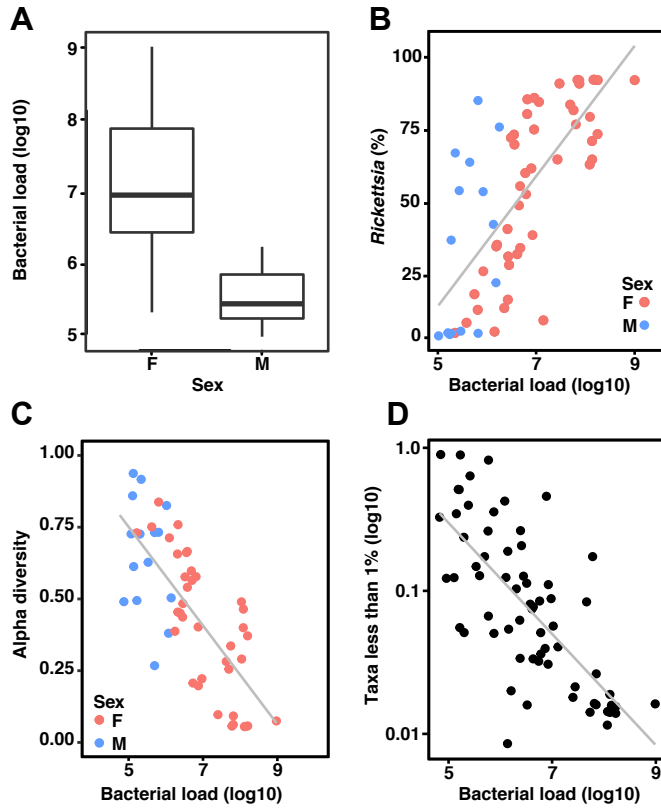 A
Bacterial load (log10)
9
8
7
6
5
F M
Sex
B
Rickettsia (%)
100
75
50
25
0
Sex
F
M
5 7 9
Bacterial load (log10)
C
Alpha diversity
1.00
0.75
0.50
0.25
0.00
Sex
F
M
5 7 9
Bacterial load (log10)
D
Taxa less than 1% (log10)
1.0
0.1
0.01
5 6 7 8 9
Bacterial load (log10)